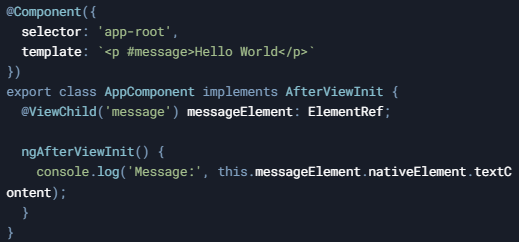 @Component({
  selector: 'app-root',
  template: `<p #message>Hello World</p>`
})
export class AppComponent implements AfterViewInit {
  @ViewChild('message') messageElement: ElementRef;

  ngAfterViewInit() {
    console.log('Message:', this.messageElement.nativeElement.textC
ontent);
  }
}